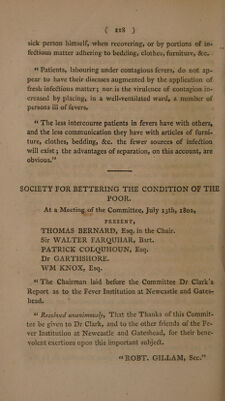 ( 218 )
sick person himself, when recovering, or by portions of in-
fectious matter adhering to bedding, clothes, furniture, &c.
"Patients, labouring under contagious fevers, do not ap-
pear to have their diseases augmented by the application of
fresh infectious matter; nor is the virulence of contagion in-
creased by placing, in a well-ventilated ward, a number of
persons ill of fevers.
"The less intercourse patients in fevers have with others,
and the less communication they have with articles of furni-
ture, clothes, bedding, &c. the fewer sources of infection
will exist; the advantages of separation, on this account, are
obvious."
SOCIETY FOR BETTERING THE CONDITION OF THE
POOR.
At a Meeting of the Committee, July 13th, 1802,
PRESENT,
THOMAS BERNARD, Esq. in the Chair.
Sir WALTER FARQUHAR, Bart.
PATRICK COLQUHOUN, Esq.
Dr GARTHSHORE.
WM KNOX, Esq.
"The Chairman laid before the Committee Dr Clark's
Report as to the Fever Institution at Newcastle and Gates-
head.
"Resolved unanimously, That the Thanks of this Commit-
tee be given to Dr Clark, and to the other friends of the Fe-
ver Institution at Newcastle and Gateshead, for their bene-
volent exertions upon this important subject.
"ROBT. GILLAM, Sec."